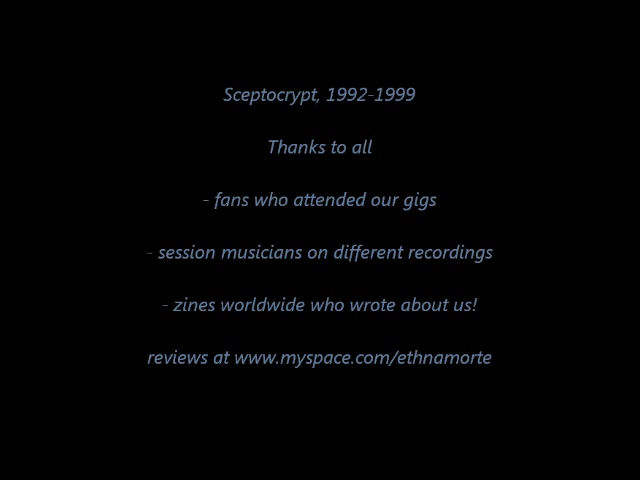 Sceptocrypt, 1992-1999
Thanks to all
- fans who attended our gigs
- session musicians on different recordings
- zines worldwide who wrote about us!
reviews at www.myspace.com/ethnamorte